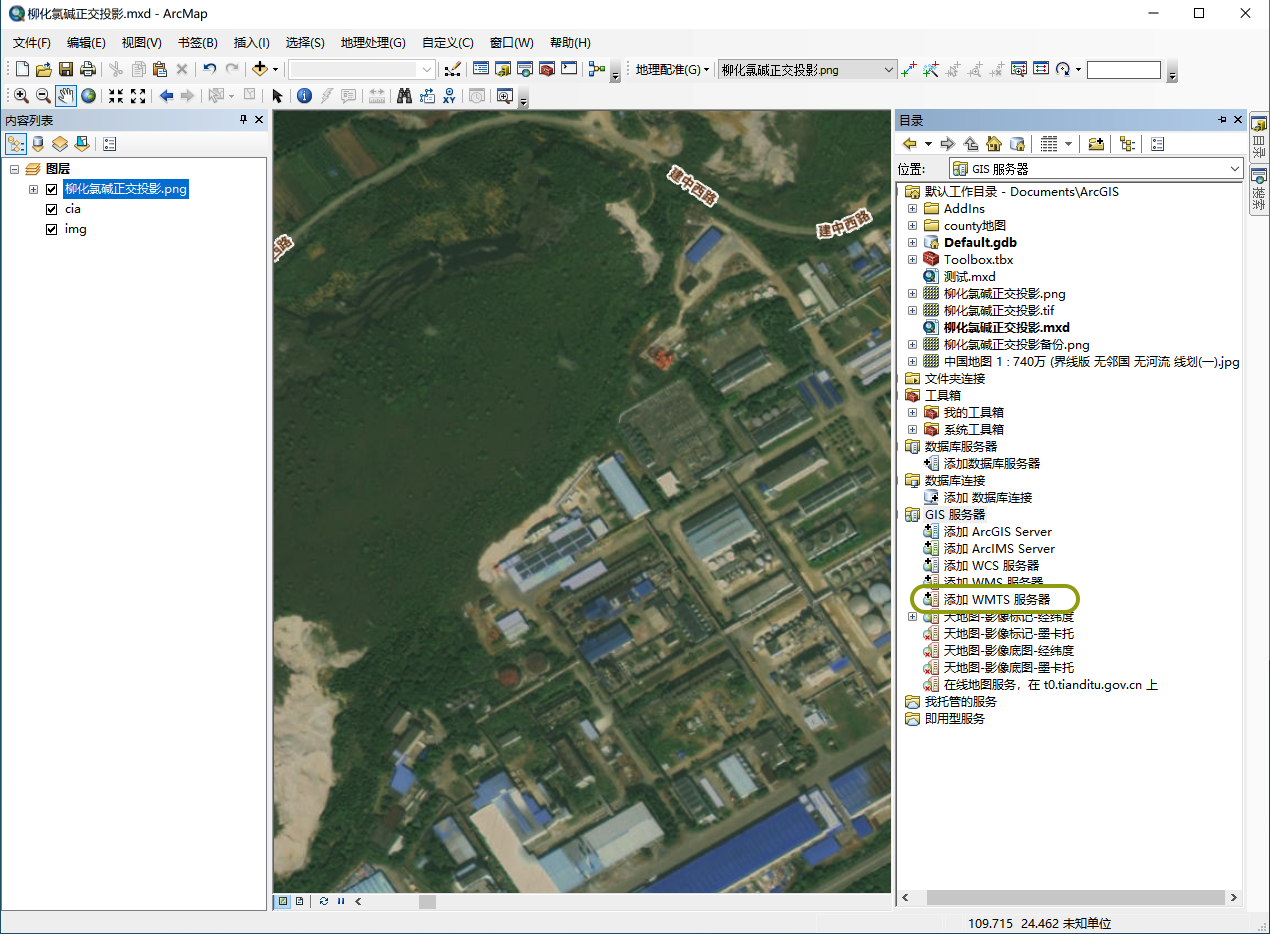 柳化氯碱正交投影.mxd - ArcMap
文件(F) 编辑(E) 视图(V) 书签(B) 插入(I) 选择(S) 地理处理(G) 自定义(C) 窗口(W) 帮助(H)
地理配准(G) 柳化氯碱正交投影.png
XY
内容列表
图层
柳化氯碱正交投影.png
cia
img
建中西路
建中西路
路
目录
位置: GIS 服务器
默认工作目录 - Documents\ArcGIS
AddIns
county地图
Default.gdb
Toolbox.tbx
测试.mxd
柳化氯碱正交投影.png
柳化氯碱正交投影.tif
柳化氯碱正交投影.mxd
柳化氯碱正交投影备份.png
中国地图 1 : 740万 (界线版 无邻国 无河流 线划(一).jpg
文件夹连接
工具箱
我的工具箱
系统工具箱
数据库服务器
添加数据库服务器
数据库连接
添加 数据库连接
GIS 服务器
添加 ArcGIS Server
添加 ArcIMS Server
添加 WCS 服务器
添加 WMS 服务器
添加 WMTS 服务器
天地图-影像标记-经纬度
天地图-影像标记-墨卡托
天地图-影像底图-经纬度
天地图-影像底图-墨卡托
在线地图服务，在 t0.tianditu.gov.cn 上
我托管的服务
即用型服务
目录
搜索
109.715 24.462 未知单位